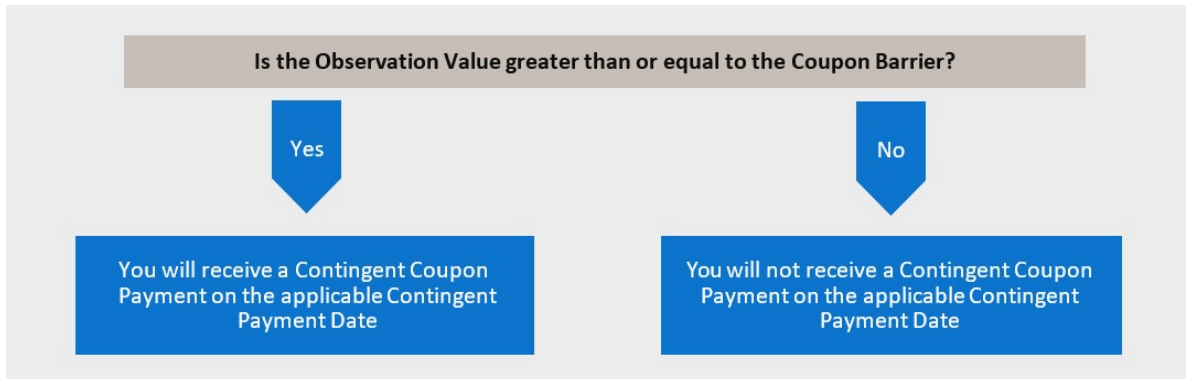 Is the Observation Value greater than or equal to the Coupon Barrier?
Yes
No
You will receive a Contingent Coupon
Payment on the applicable Contingent
Payment Date
You will not receive a Contingent Coupon
Payment on the applicable Contingent
Payment Date